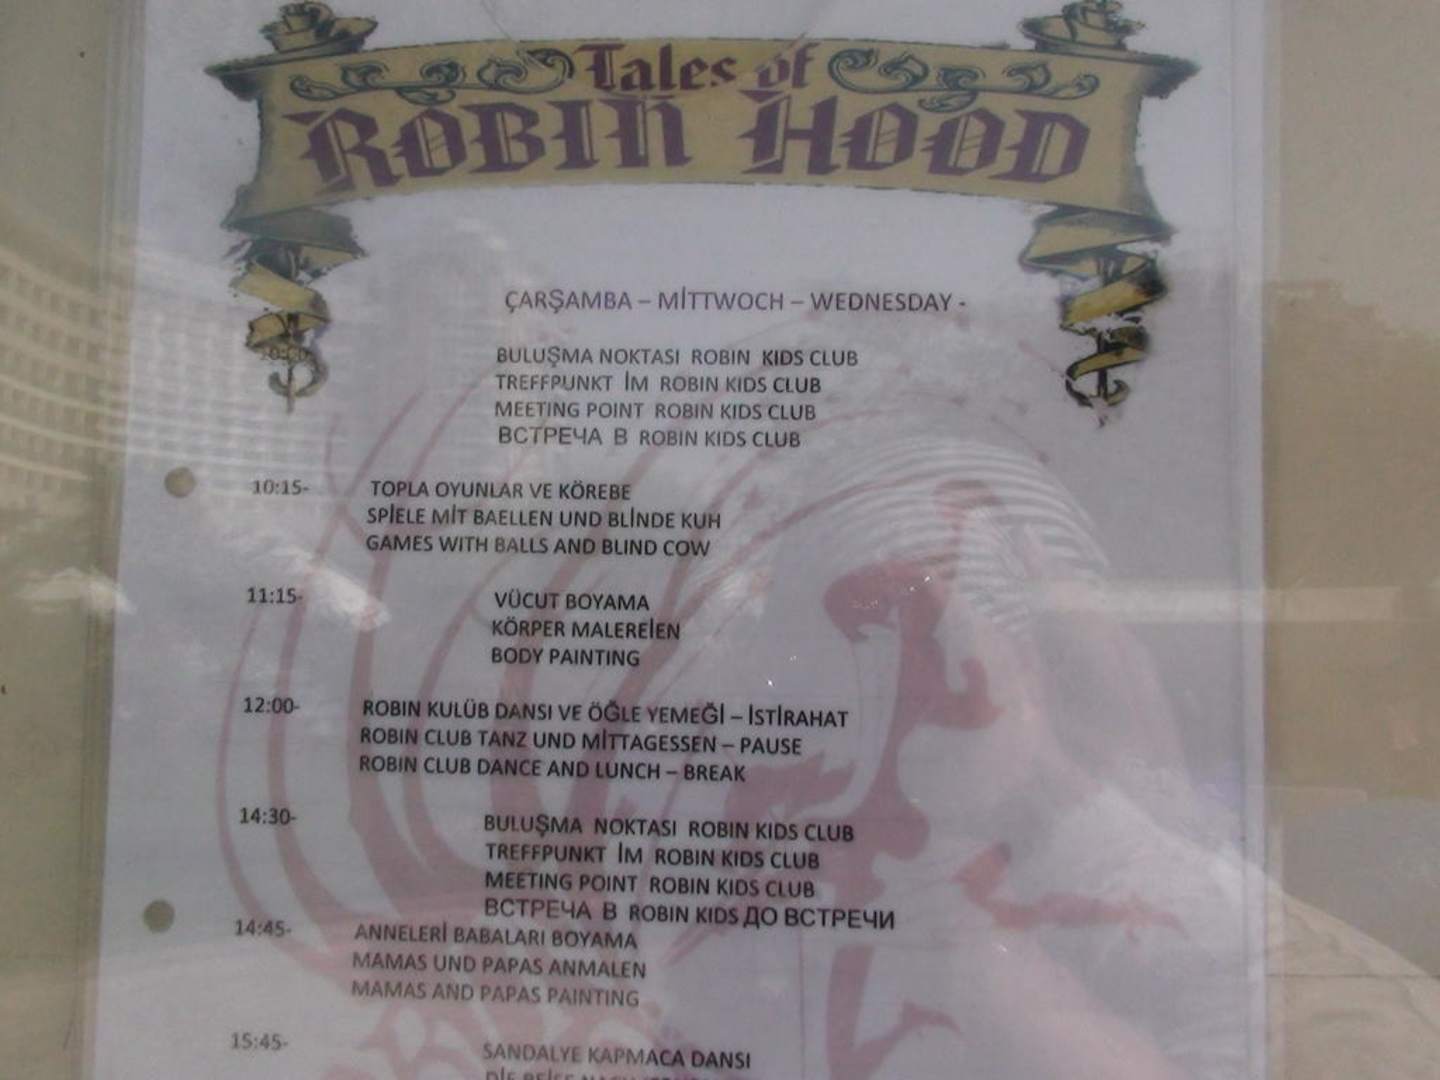 Tales of
ROBIN HOOD
ÇARŞAMBA – MİTTWOCH – WEDNESDAY -
BULUŞMA NOKTASI ROBIN KIDS CLUB
TREFFPUNKT İM ROBIN KIDS CLUB
MEETING POINT ROBIN KIDS CLUB
ВСТРЕЧА В ROBIN KIDS CLUB
10:15- TOPLA OYUNLAR VE KÖREBE
SPİELE MİT BAELLEN UND BLİNDE KUH
GAMES WITH BALLS AND BLIND COW
11:15- VÜCUT BOYAMA
KÖRPER MALEREİEN
BODY PAINTING
12:00- ROBIN KULÜB DANSI VE ÖĞLE YEMEĞİ – İSTİRAHAT
ROBIN CLUB TANZ UND MİTTAGESSEN – PAUSE
ROBIN CLUB DANCE AND LUNCH – BREAK
14:30- BULUŞMA NOKTASI ROBIN KIDS CLUB
TREFFPUNKT İM ROBIN KIDS CLUB
MEETING POINT ROBIN KIDS CLUB
ВСТРЕЧА В ROBIN KIDS ДО ВСТРЕЧИ
14:45- ANNELERİ BABALARI BOYAMA
MAMAS UND PAPAS ANMALEN
MAMAS AND PAPAS PAINTING
15:45- SANDALYE KAPMACA DANSI